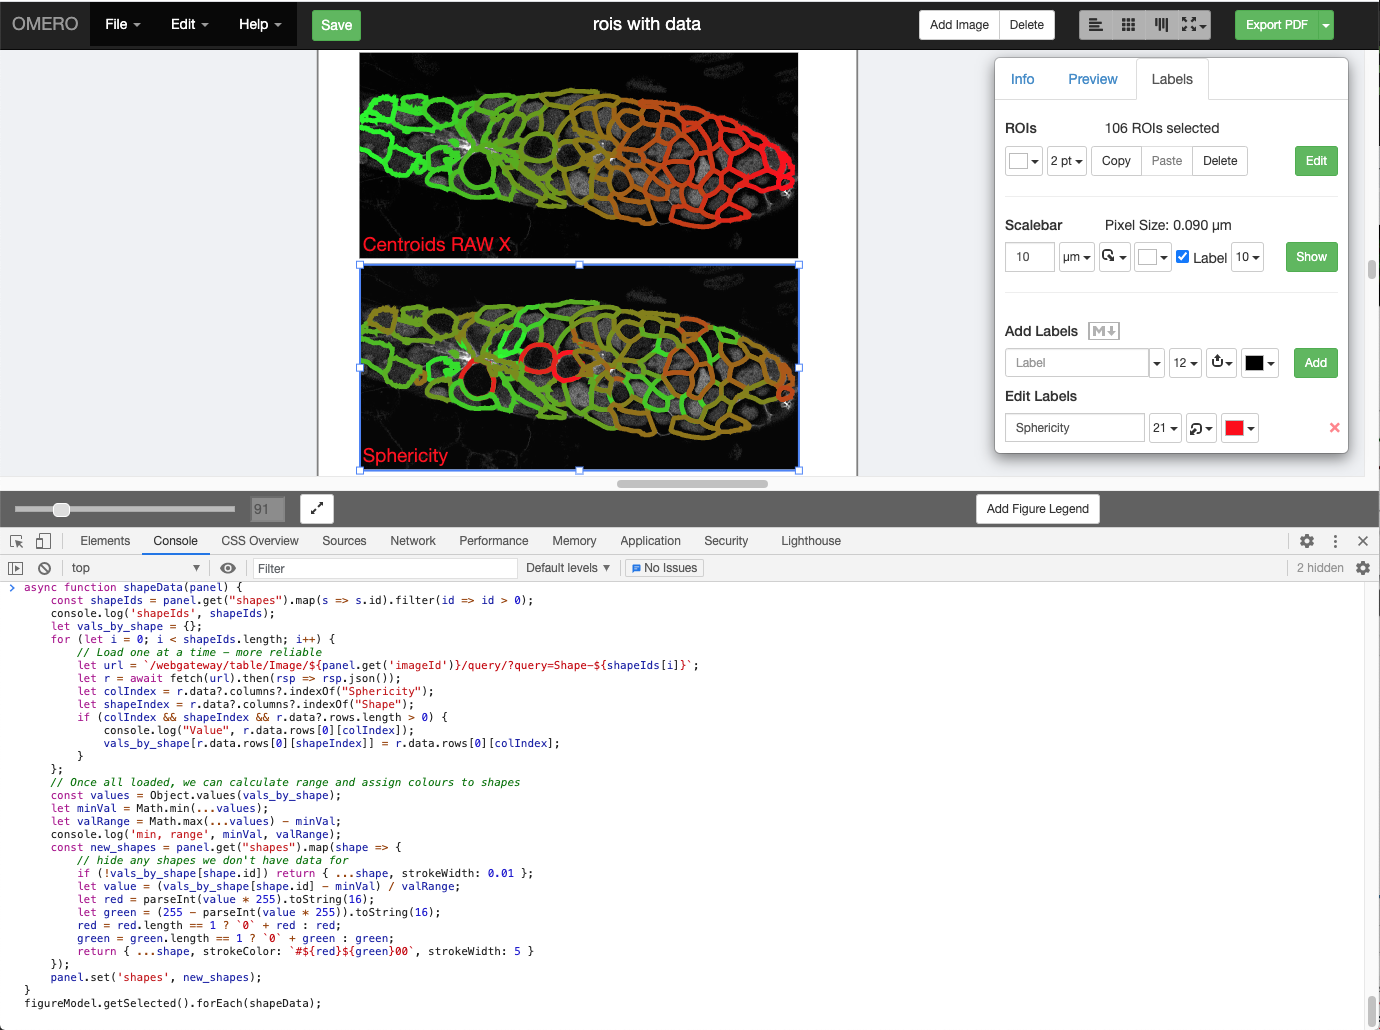 OMERO File Edit Help Save rois with data Add Image Delete Export PDF
Centroids RAW X
Sphericity
Info Preview Labels
ROIs 106 ROIs selected
2 pt Copy Paste Delete Edit
Scalebar Pixel Size: 0.090 µm
10 µm Label 10 Show
Add Labels M
Label 12 Add
Edit Labels
Sphericity 21
91 Add Figure Legend
Elements Console CSS Overview Sources Network Performance Memory Application Security Lighthouse
top Filter Default levels No Issues 2 hidden
async function shapeData(panel) {
const shapeIds = panel.get("shapes").map(s => s.id).filter(id => id > 0);
console.log('shapeIds', shapeIds);
let vals_by_shape = {};
for (let i = 0; i < shapeIds.length; i++) {
// Load one at a time - more reliable
let url = `/webgateway/table/Image/${panel.get('imageId')}/query/?query=Shape-${shapeIds[i]}`;
let r = await fetch(url).then(rsp => rsp.json());
let colIndex = r.data?.columns?.indexOf("Sphericity");
let shapeIndex = r.data?.columns?.indexOf("Shape");
if (colIndex && shapeIndex && r.data?.rows.length > 0) {
console.log("Value", r.data.rows[0][colIndex]);
vals_by_shape[r.data.rows[0][shapeIndex]] = r.data.rows[0][colIndex];
}
};
// Once all loaded, we can calculate range and assign colours to shapes
const values = Object.values(vals_by_shape);
let minVal = Math.min(...values);
let valRange = Math.max(...values) - minVal;
console.log('min, range', minVal, valRange);
const new_shapes = panel.get("shapes").map(shape => {
// hide any shapes we don't have data for
if (!vals_by_shape[shape.id]) return { ...shape, strokeWidth: 0.01 };
let value = (vals_by_shape[shape.id] - minVal) / valRange;
let red = parseInt(value * 255).toString(16);
let green = (255 - parseInt(value * 255)).toString(16);
red = red.length == 1 ? `0` + red : red;
green = green.length == 1 ? `0` + green : green;
return { ...shape, strokeColor: `#${red}${green}00`, strokeWidth: 5 }
});
panel.set('shapes', new_shapes);
}
figureModel.getSelected().forEach(shapeData);